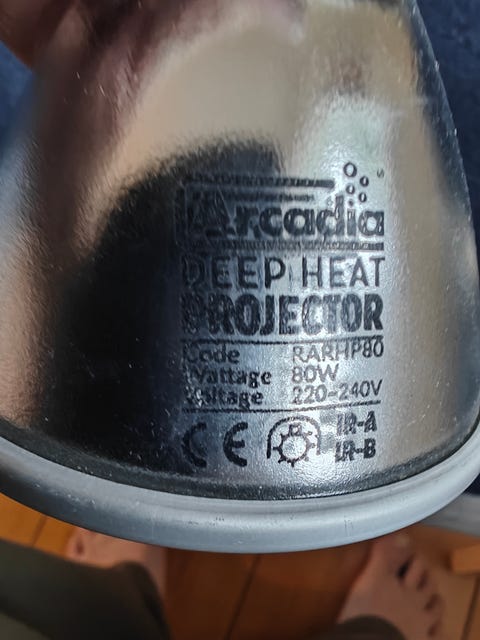 Arcadia
DEEP HEAT
PROJECTOR
Code RARHP80
Wattage 80W
Voltage 220-240V
CE IR-A
IR-B